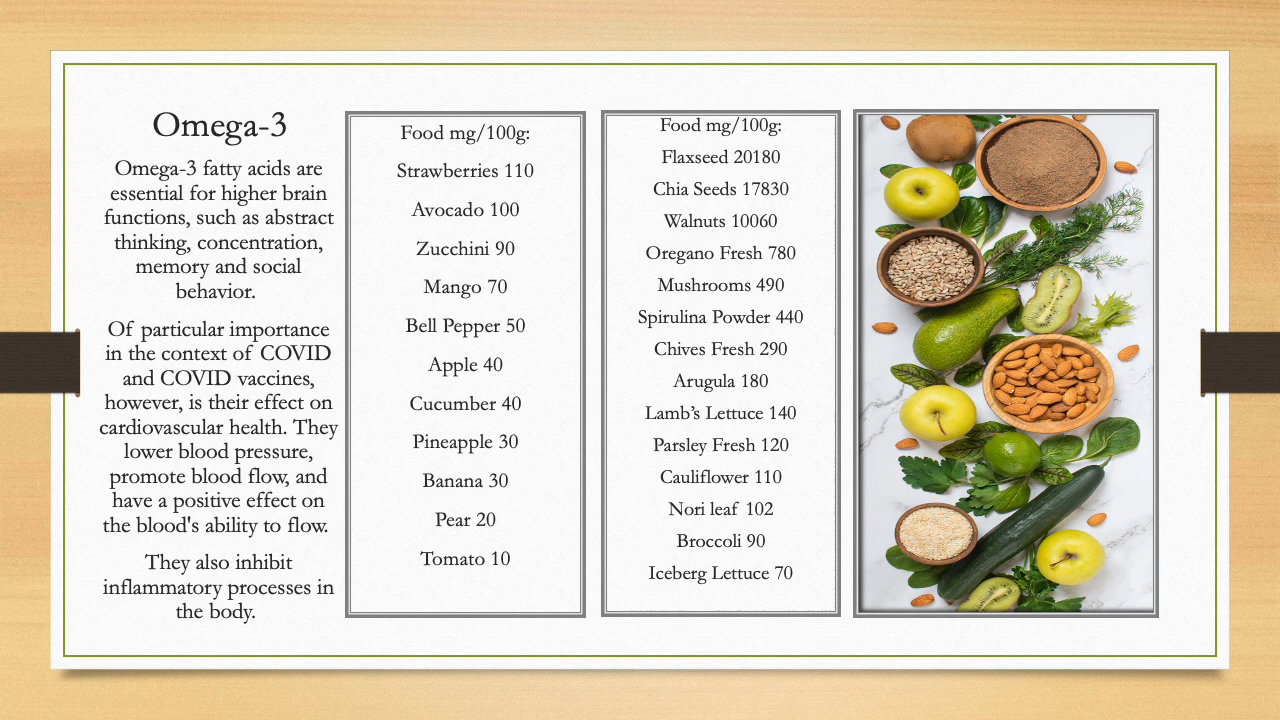 Omega-3
Omega-3 fatty acids are
essential for higher brain
functions, such as abstract
thinking, concentration,
memory and social
behavior.
Of particular importance
in the context of COVID
and COVID vaccines,
however, is their effect on
cardiovascular health. They
lower blood pressure,
promote blood flow, and
have a positive effect on
the blood's ability to flow.
They also inhibit
inflammatory processes in
the body.
Food mg/100g:
Strawberries 110
Avocado 100
Zucchini 90
Mango 70
Bell Pepper 50
Apple 40
Cucumber 40
Pineapple 30
Banana 30
Pear 20
Tomato 10
Food mg/100g:
Flaxseed 20180
Chia Seeds 17830
Walnuts 10060
Oregano Fresh 780
Mushrooms 490
Spirulina Powder 440
Chives Fresh 290
Arugula 180
Lamb’s Lettuce 140
Parsley Fresh 120
Cauliflower 110
Nori leaf 102
Broccoli 90
Iceberg Lettuce 70